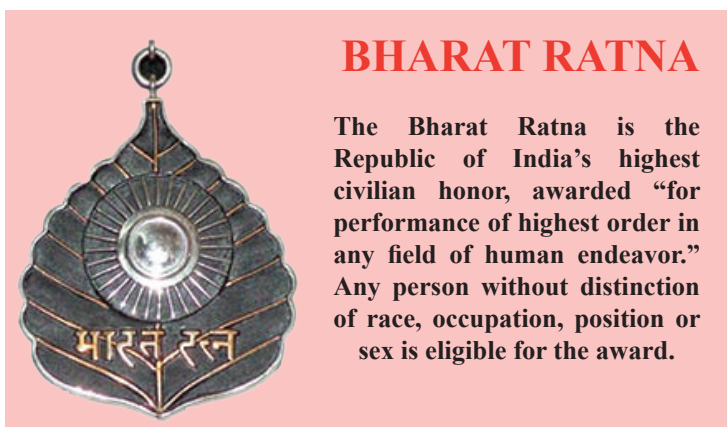 BHARAT RATNA
The Bharat Ratna is the
Republic of India’s highest
civilian honor, awarded “for
performance of highest order in
any field of human endeavor.”
Any person without distinction
of race, occupation, position or
sex is eligible for the award.
भारत रत्न